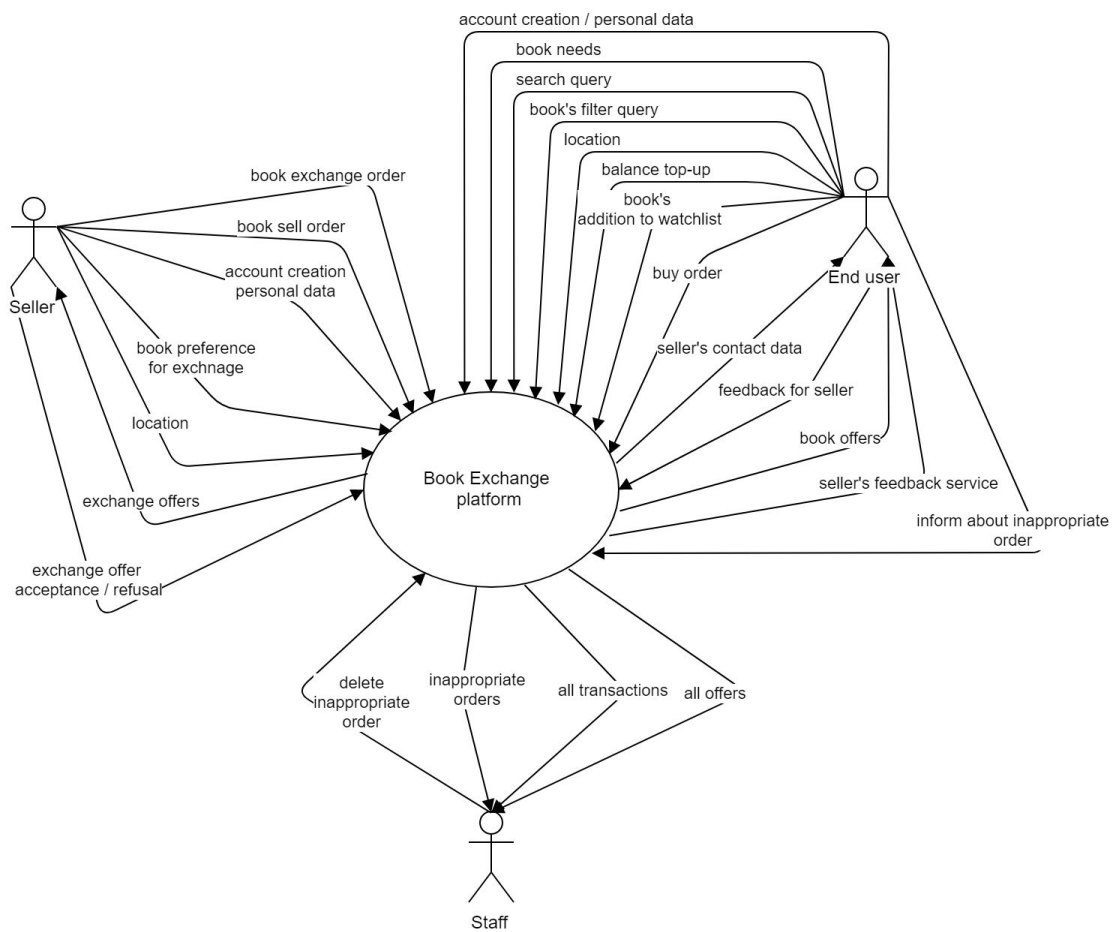 account creation / personal data
book needs
search query
book's filter query
location
balance top-up
book's
addition to watchlist
buy order
End user
seller's contact data
feedback for seller
book offers
seller's feedback service
inform about inappropriate
order
book exchange order
book sell order
account creation
personal data
Seller
book preference
for exchnage
location
exchange offers
exchange offer
acceptance / refusal
Book Exchange
platform
delete
inappropriate
order
inappropriate
orders
all transactions
all offers
Staff